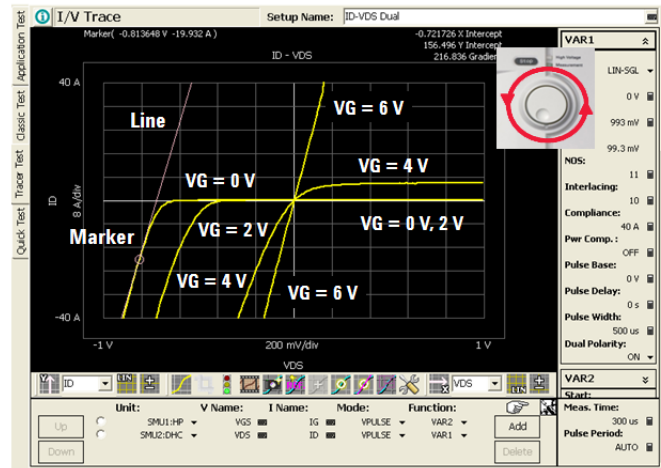 I/V Trace
Setup Name: ID-VDS Dual
Application Test
Classic Test
Tracer Test
Quick Test
Marker( -0.813648 V -19.932 A )
-0.721726 X Intercept
156.496 Y Intercept
216.836 Gradien
ID - VDS
40 A
ID
8 A/div
-40 A
-1 V
200 mV/div
1 V
VDS
Line
VG = 6 V
VG = 4 V
VG = 0 V
VG = 2 V
VG = 0 V, 2 V
Marker
VG = 4 V
VG = 6 V
High Voltage
Measurement
VAR1
LIN-SGL
0 V
993 mV
99.3 mV
NOS:
11
Interlacing:
10
Compliance:
40 A
Pwr Comp. :
OFF
Pulse Base:
0 V
Pulse Delay:
0 s
Pulse Width:
500 us
Dual Polarity:
ON
VAR2
Start:
Meas. Time:
300 us
Pulse Period:
AUTO
Y ID LIN
X VDS LIN
Unit: V Name: I Name: Mode: Function:
SMU1:HP VGS IG VPULSE VAR2
SMU2:DHC VDS ID VPULSE VAR1
Up
Down
Add
Delete